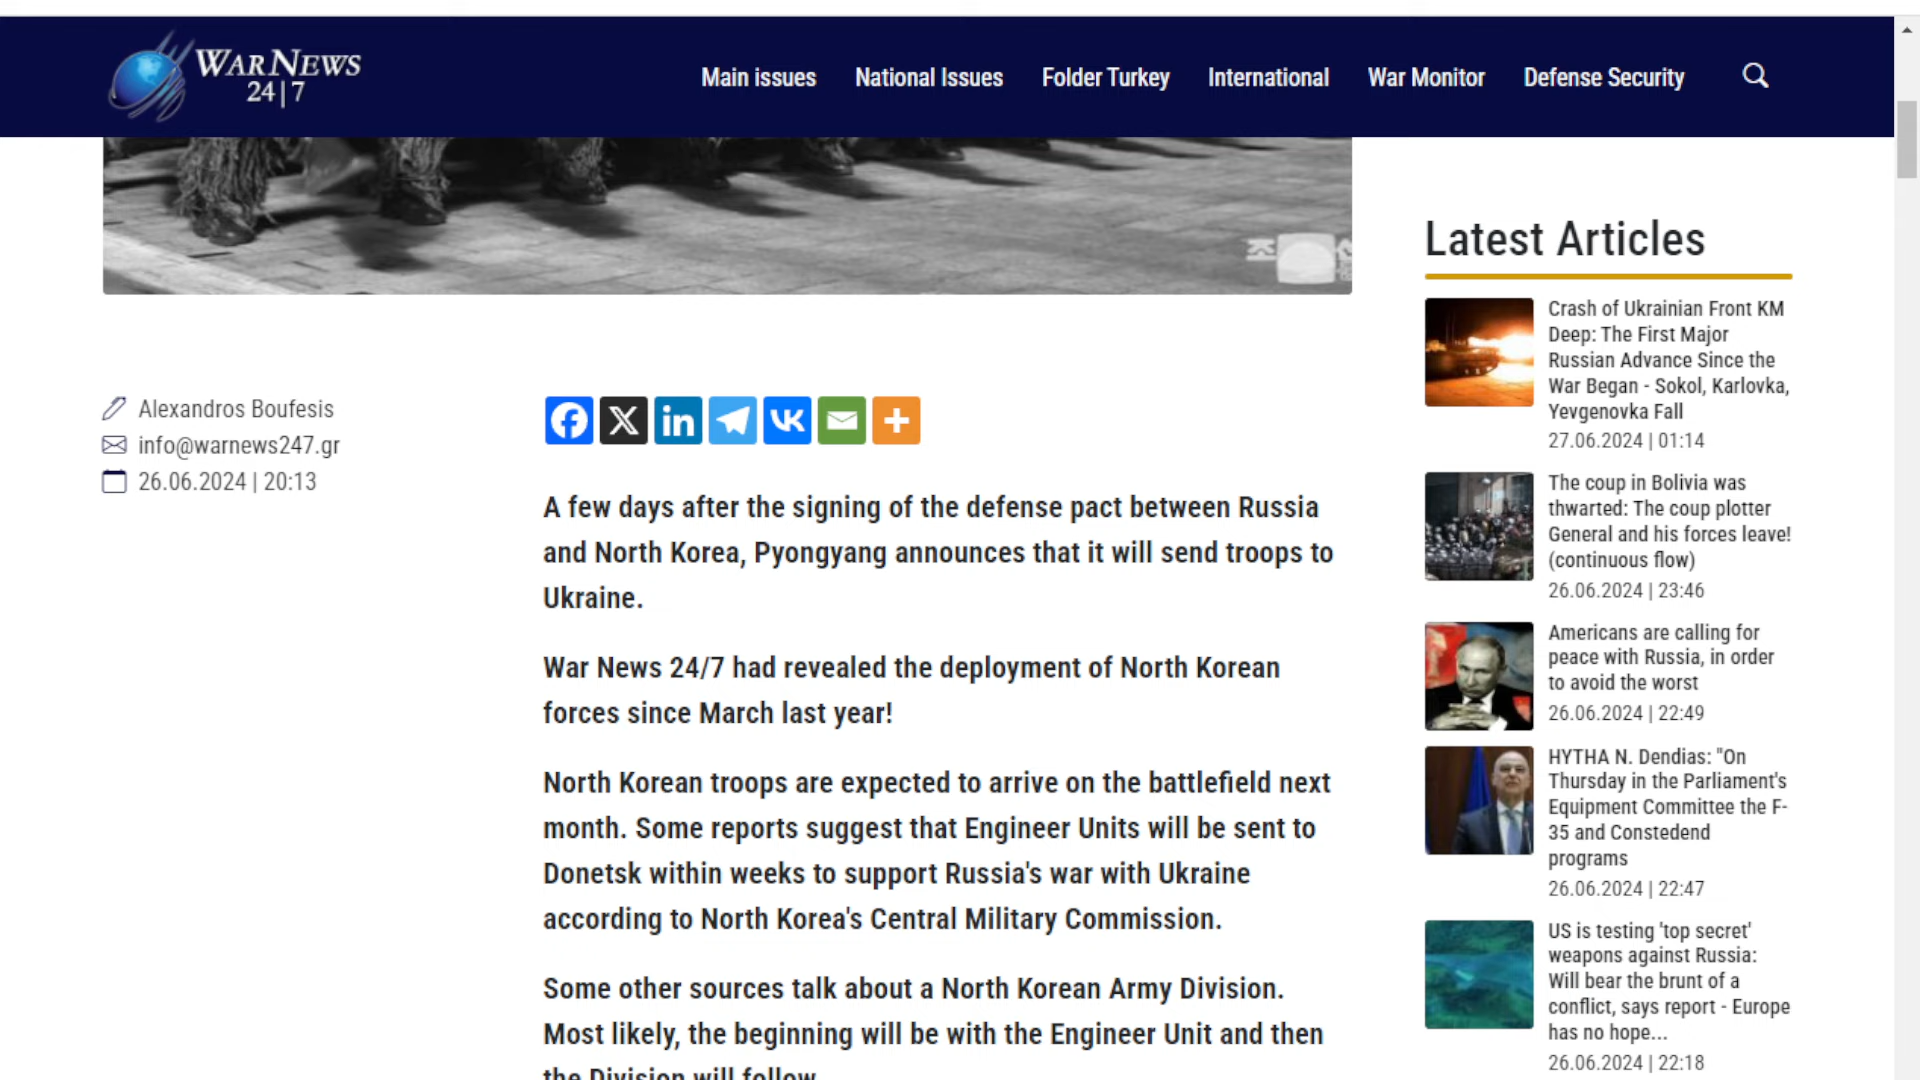 WAR NEWS
24|7
Main issues
National Issues
Folder Turkey
International
War Monitor
Defense Security
조
Alexandros Boufesis
info@warnews247.gr
26.06.2024 | 20:13
A few days after the signing of the defense pact between Russia
and North Korea, Pyongyang announces that it will send troops to
Ukraine.
War News 24/7 had revealed the deployment of North Korean
forces since March last year!
North Korean troops are expected to arrive on the battlefield next
month. Some reports suggest that Engineer Units will be sent to
Donetsk within weeks to support Russia's war with Ukraine
according to North Korea's Central Military Commission.
Some other sources talk about a North Korean Army Division.
Most likely, the beginning will be with the Engineer Unit and then
the Division will follow.
Latest Articles
Crash of Ukrainian Front KM
Deep: The First Major
Russian Advance Since the
War Began - Sokol, Karlovka,
Yevgenovka Fall
27.06.2024 | 01:14
The coup in Bolivia was
thwarted: The coup plotter
General and his forces leave!
(continuous flow)
26.06.2024 | 23:46
Americans are calling for
peace with Russia, in order
to avoid the worst
26.06.2024 | 22:49
HYTHA N. Dendias: "On
Thursday in the Parliament's
Equipment Committee the F-
35 and Constedend
programs
26.06.2024 | 22:47
US is testing 'top secret'
weapons against Russia:
Will bear the brunt of a
conflict, says report - Europe
has no hope...
26.06.2024 | 22:18